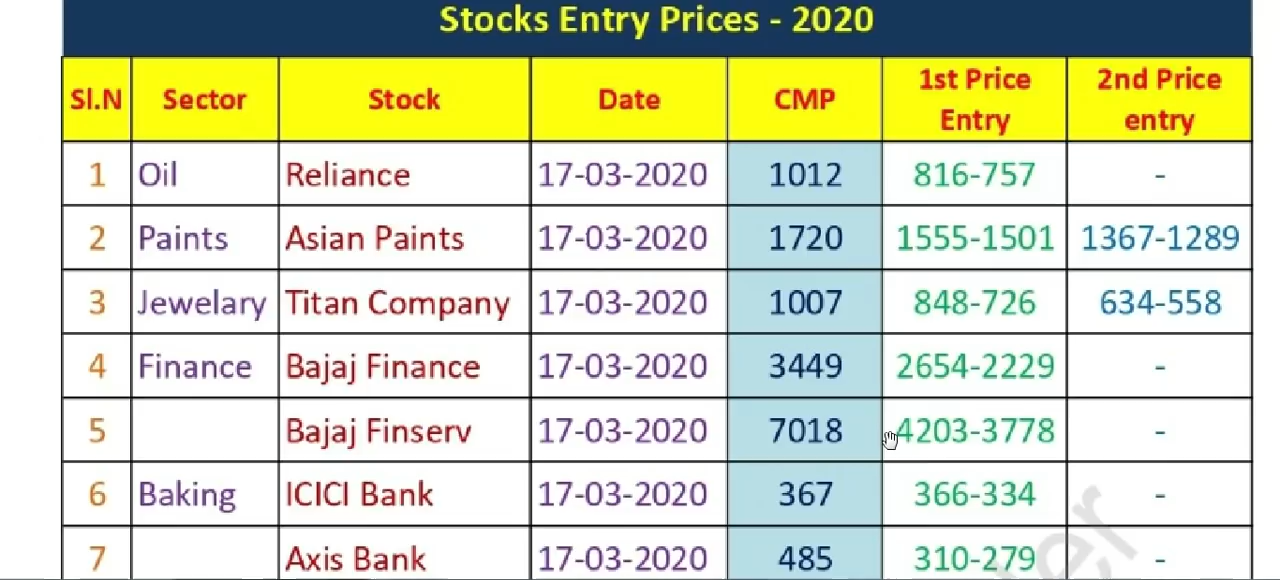 Stocks Entry Prices - 2020
Sl.N Sector Stock Date CMP 1st Price Entry 2nd Price entry
1 Oil Reliance 17-03-2020 1012 816-757 -
2 Paints Asian Paints 17-03-2020 1720 1555-1501 1367-1289
3 Jewelary Titan Company 17-03-2020 1007 848-726 634-558
4 Finance Bajaj Finance 17-03-2020 3449 2654-2229 -
5 Bajaj Finserv 17-03-2020 7018 4203-3778 -
6 Baking ICICI Bank 17-03-2020 367 366-334 -
7 Axis Bank 17-03-2020 485 310-279 -